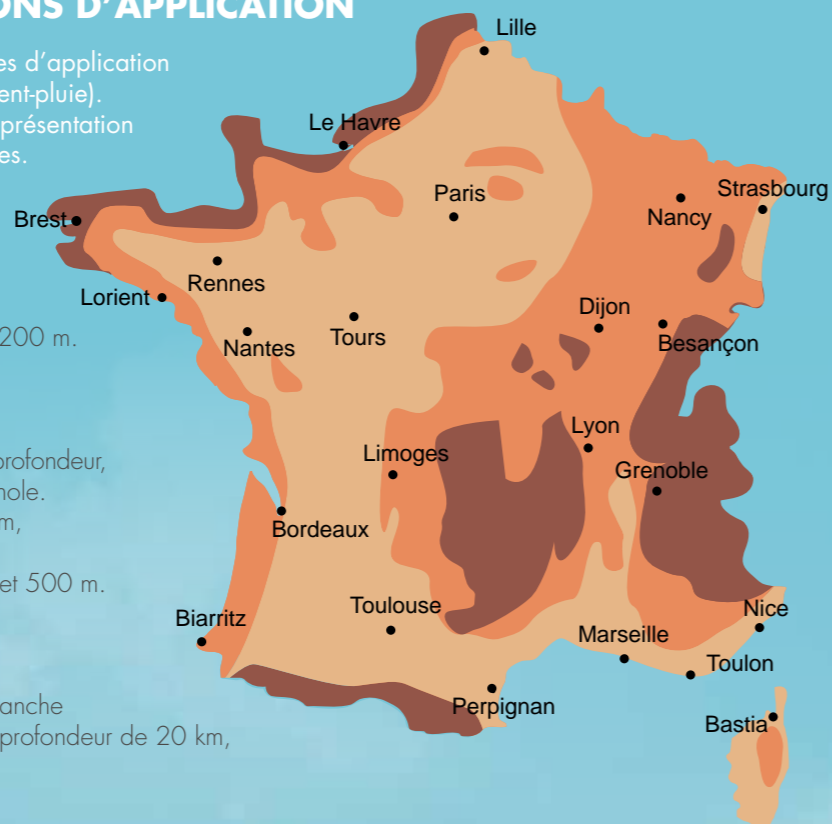 ONS D'APPLICATION
es d'application
ent-pluie).
présentation
es.
200 m.
profondeur,
nole.
m,
et 500 m.
anche
profondeur de 20 km,
Lille
Le Havre
Paris
Strasbourg
Nancy
Brest
Rennes
Lorient
Dijon
Nantes
Tours
Besançon
Lyon
Limoges
Grenoble
Bordeaux
Toulouse
Nice
Biarritz
Marseille
Toulon
Perpignan
Bastia